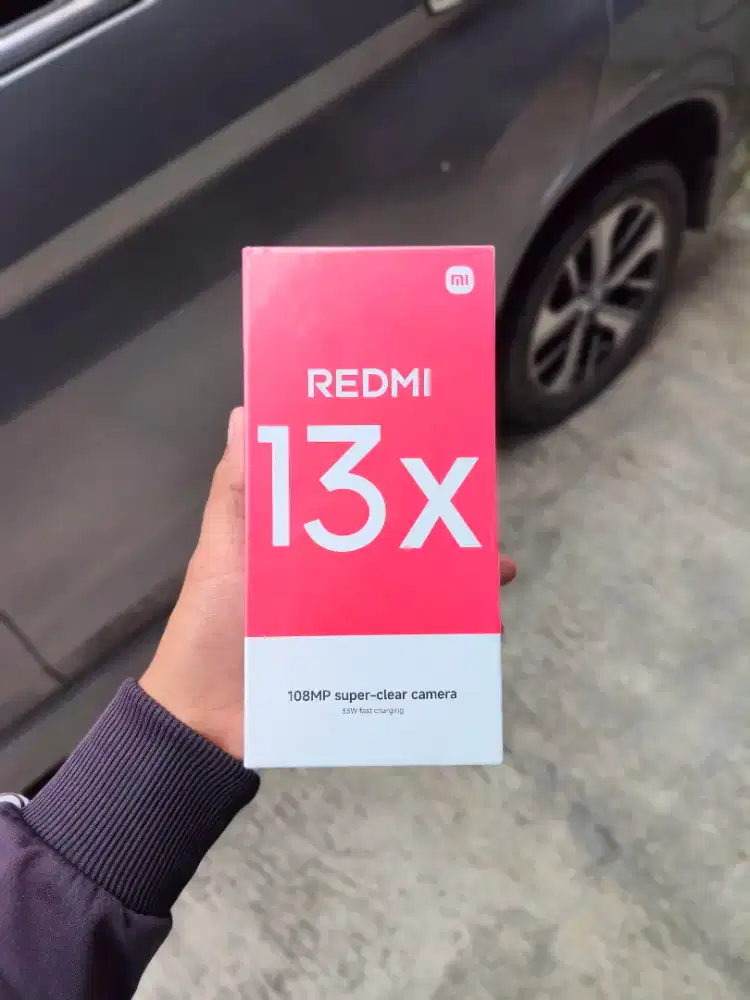 mi
REDMI
13x
108MP super-clear camera
33W fast charging